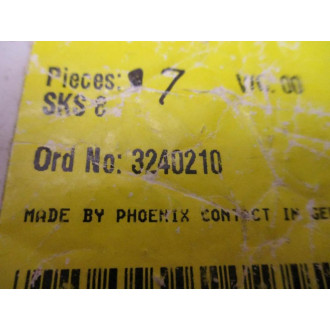 Pieces: 7
SKS 8
Ord No: 3240210
MADE BY PHOENIX CONTACT IN